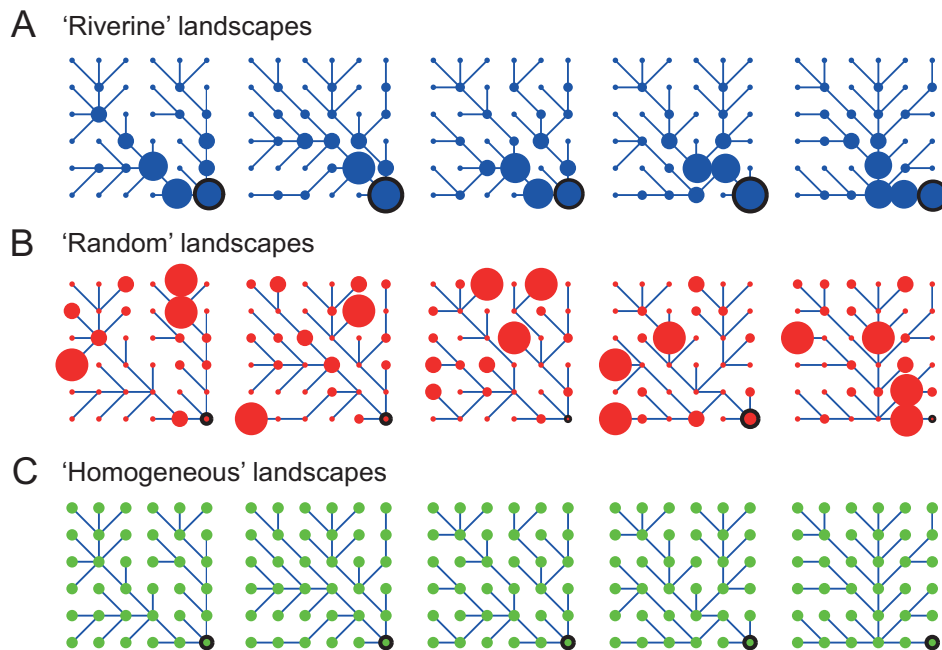 A ‘Riverine’ landscapes
B ‘Random’ landscapes
C ‘Homogeneous’ landscapes